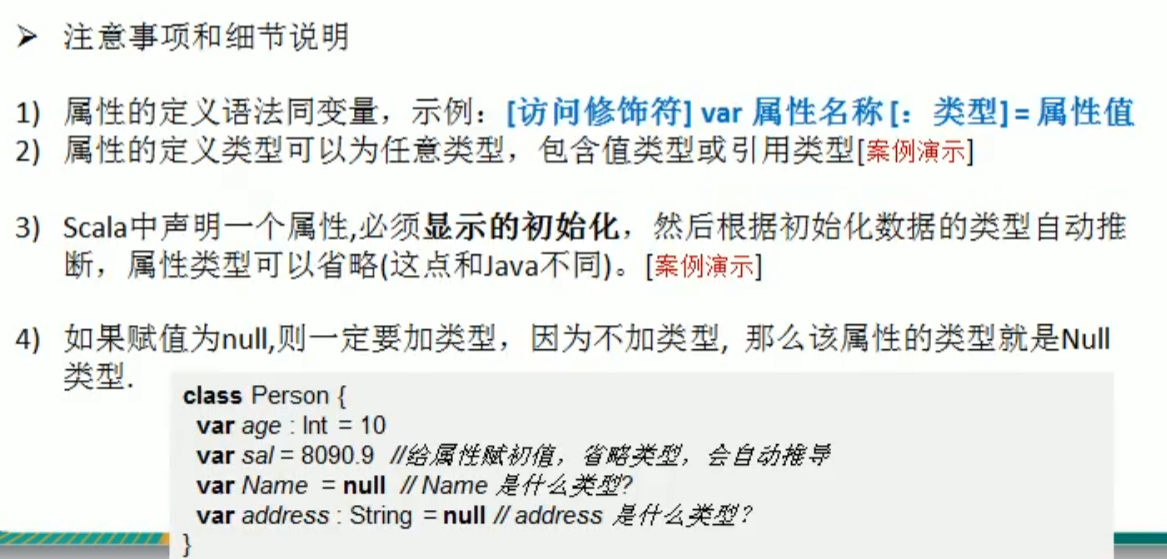 ➤ 注意事项和细节说明
1) 属性的定义语法同变量，示例：[访问修饰符] var 属性名称 [：类型] = 属性值
2) 属性的定义类型可以为任意类型，包含值类型或引用类型[案例演示]
3) Scala中声明一个属性,必须显示的初始化，然后根据初始化数据的类型自动推
断，属性类型可以省略(这点和Java不同)。[案例演示]
4) 如果赋值为null,则一定要加类型，因为不加类型, 那么该属性的类型就是Null
类型.
class Person {
var age : Int = 10
var sal = 8090.9 //给属性赋初值，省略类型，会自动推导
var Name = null // Name 是什么类型?
var address : String = null // address 是什么类型?
}